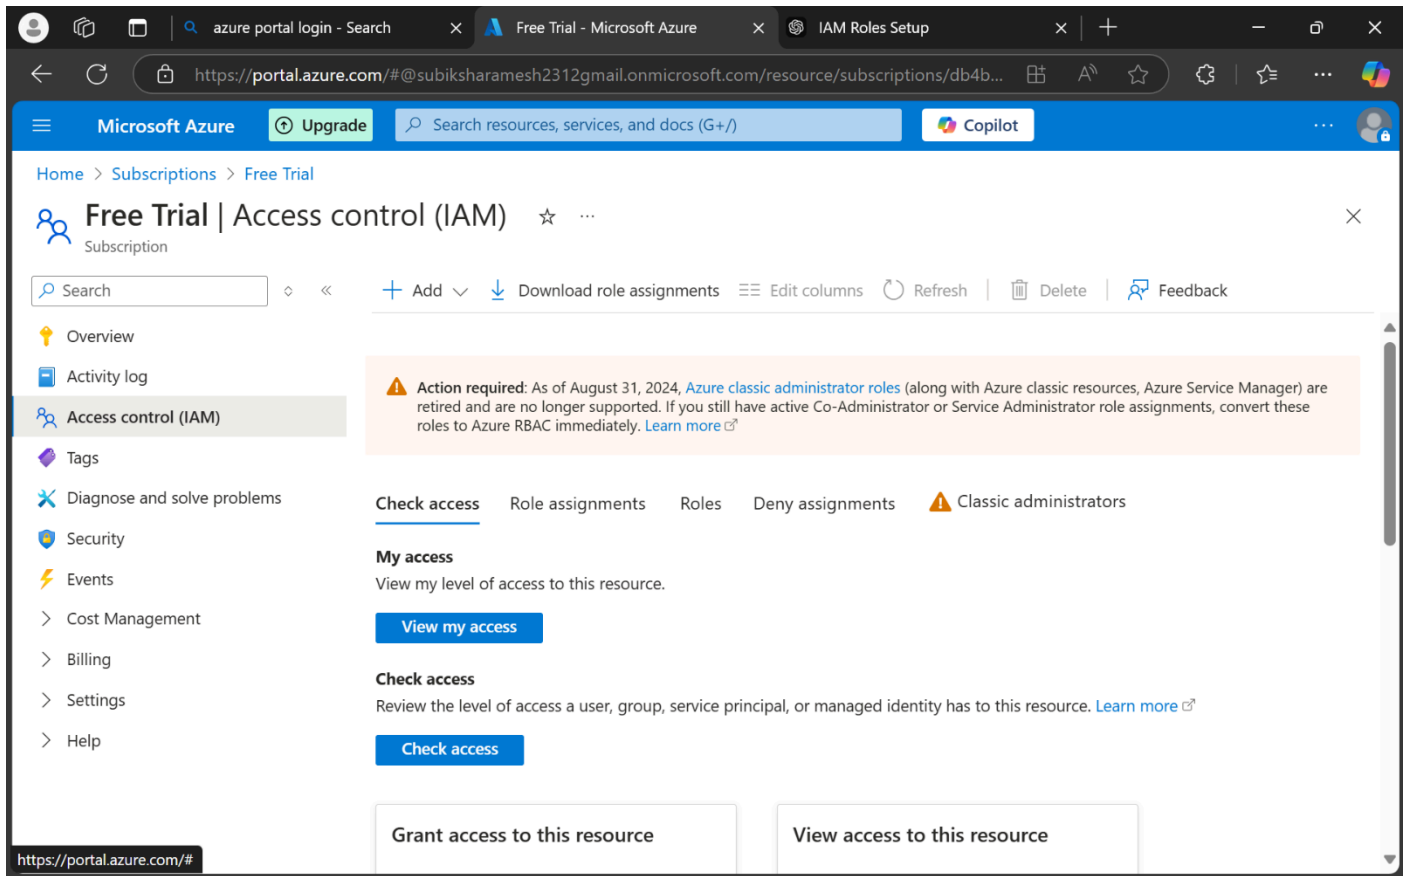 azure portal login - Search
Free Trial - Microsoft Azure
IAM Roles Setup
https://portal.azure.com/#@subiksharamesh2312gmail.onmicrosoft.com/resource/subscriptions/db4b...
Microsoft Azure
Upgrade
Search resources, services, and docs (G+/)
Copilot
Home > Subscriptions > Free Trial
Free Trial | Access control (IAM)
Subscription
Search
Add
Download role assignments
Edit columns
Refresh
Delete
Feedback
Overview
Activity log
Access control (IAM)
Tags
Diagnose and solve problems
Security
Events
Cost Management
Billing
Settings
Help
Action required: As of August 31, 2024, Azure classic administrator roles (along with Azure classic resources, Azure Service Manager) are
retired and are no longer supported. If you still have active Co-Administrator or Service Administrator role assignments, convert these
roles to Azure RBAC immediately. Learn more
Check access
Role assignments
Roles
Deny assignments
Classic administrators
My access
View my level of access to this resource.
View my access
Check access
Review the level of access a user, group, service principal, or managed identity has to this resource. Learn more
Check access
Grant access to this resource
View access to this resource
https://portal.azure.com/#